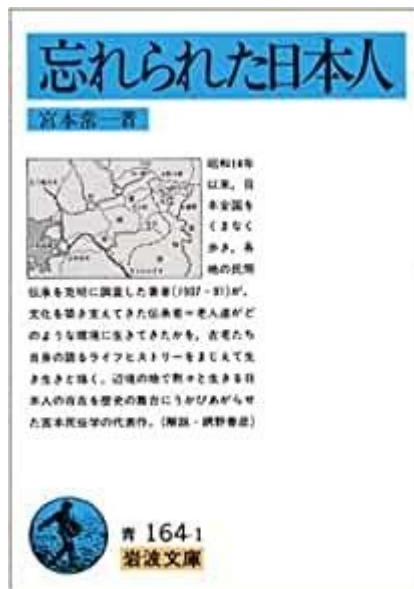 忘れられた日本人
宮本常一著
昭和14年
以来，日
本全国を
くまなく
歩き，各
地の民間
伝承を克明に調査した著者(1907－81)が，
文化を築き支えてきた伝承者＝老人達がど
のような環境に生きてきたかを，古老たち
自身の語るライフヒストリーをまじえて生
き生きと描く．辺境の地で黙々と生きる日
本人の存在を歴史の舞台にうかびあがらせ
た宮本民俗学の代表作．(解説・網野善彦)
青 164-1
岩波文庫